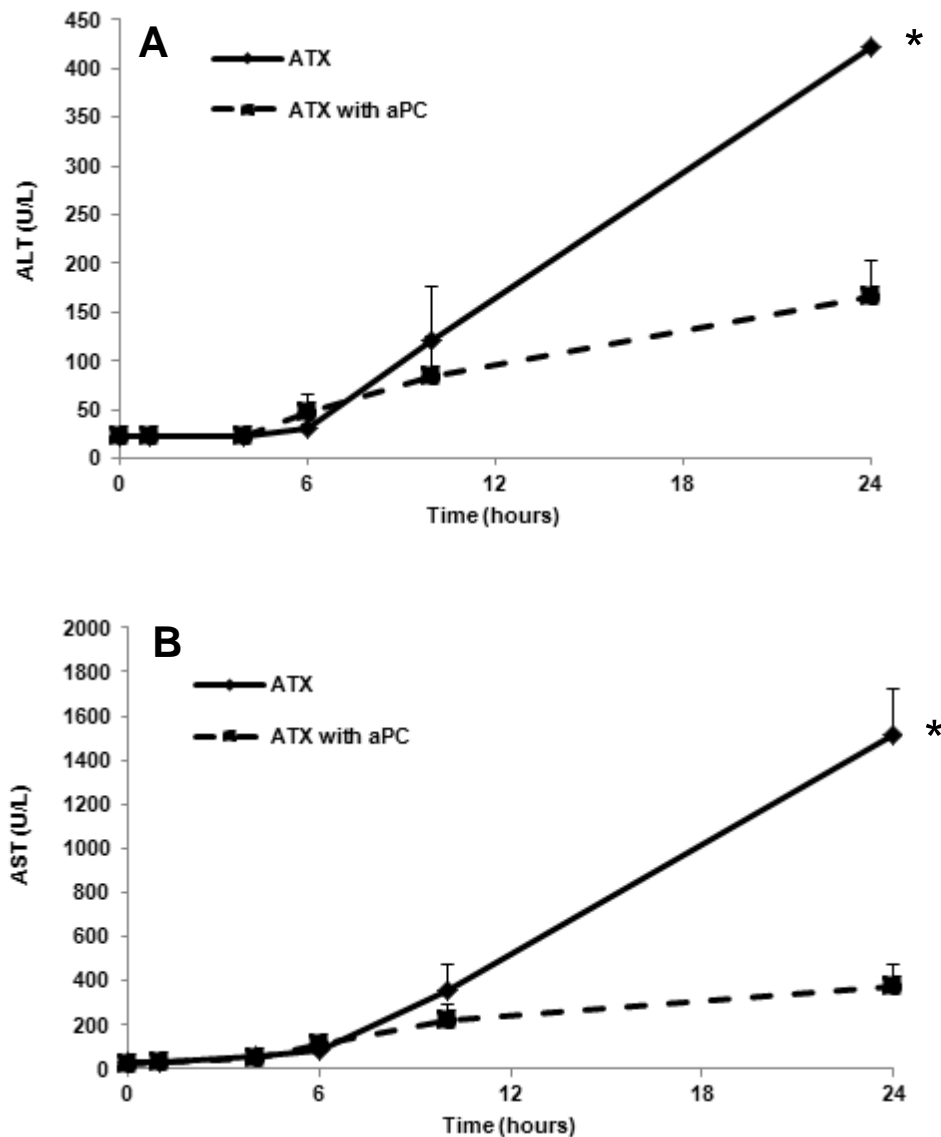 A
*
ATX
ATX with aPC
450
400
350
300
250
200
150
100
50
0
ALT (U/L)
0 6 12 18 24
Time (hours)
B
*
ATX
ATX with aPC
2000
1800
1600
1400
1200
1000
800
600
400
200
0
AST (U/L)
0 6 12 18 24
Time (hours)